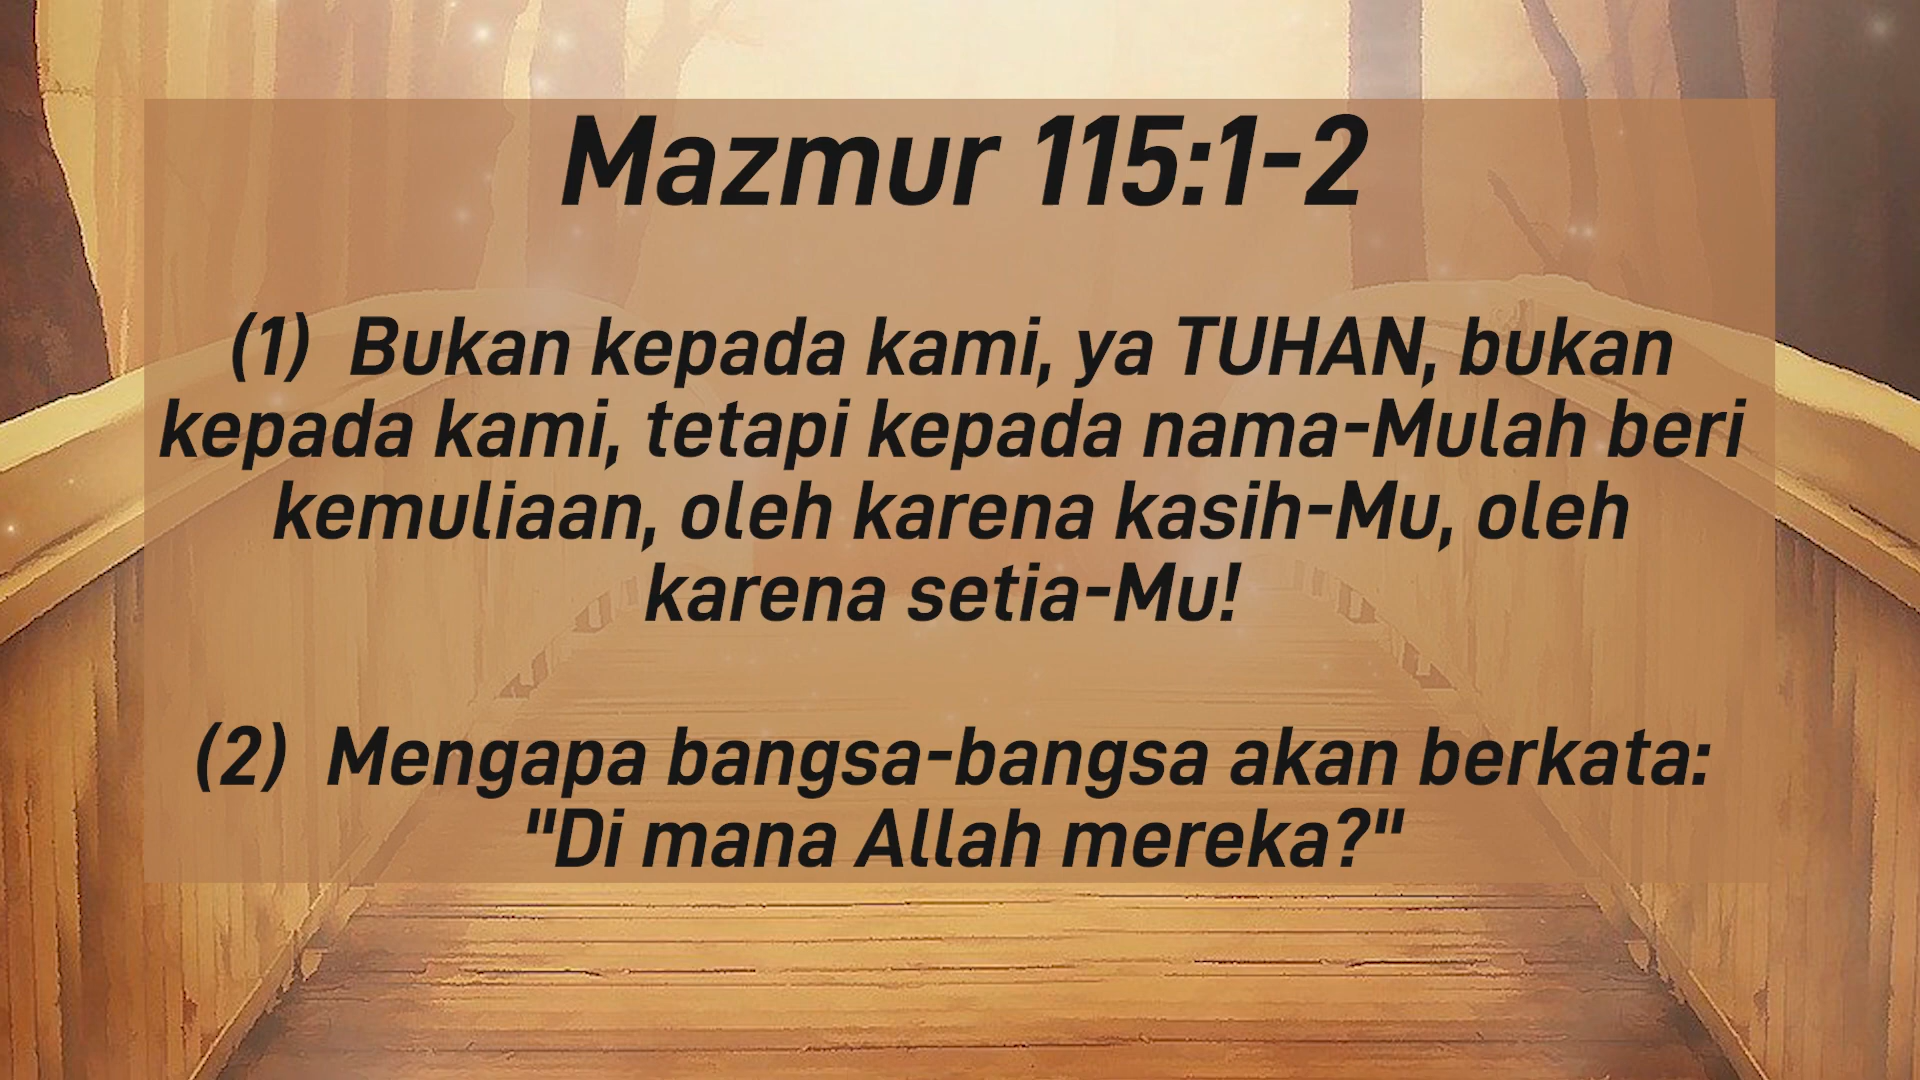 Mazmur 115:1-2
(1) Bukan kepada kami, ya TUHAN, bukan
kepada kami, tetapi kepada nama-Mulah beri
kemuliaan, oleh karena kasih-Mu, oleh
karena setia-Mu!
(2) Mengapa bangsa-bangsa akan berkata:
"Di mana Allah mereka?"